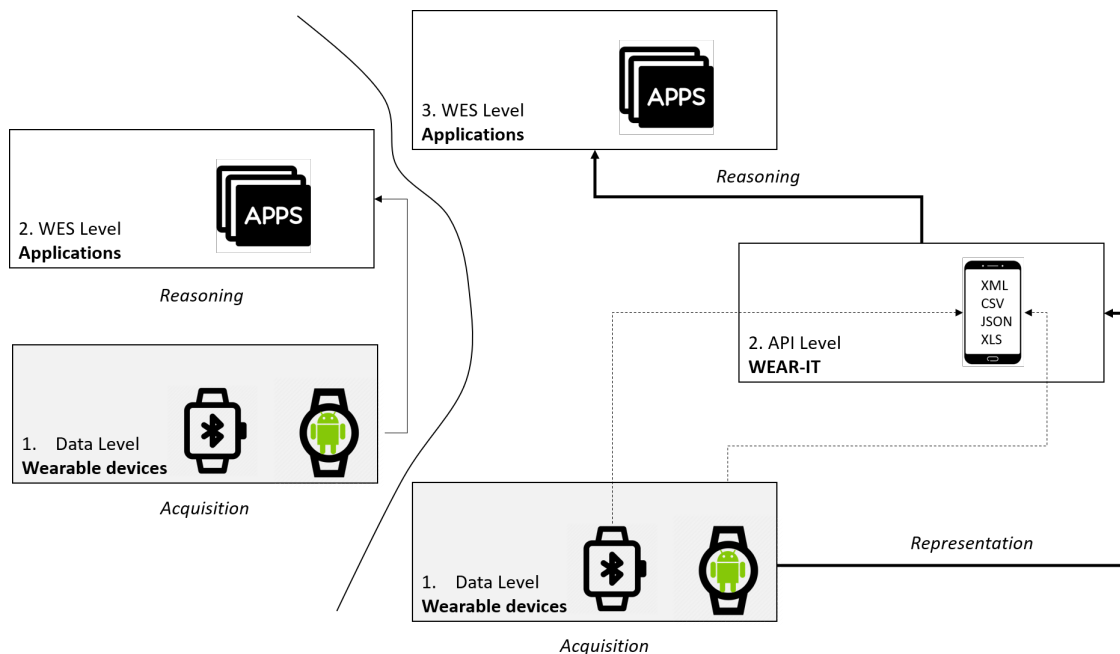 APPS
2. WES Level
Applications
Reasoning
1. Data Level
Wearable devices
Acquisition
APPS
3. WES Level
Applications
Reasoning
XML
CSV
JSON
XLS
2. API Level
WEAR-IT
Representation
1. Data Level
Wearable devices
Acquisition